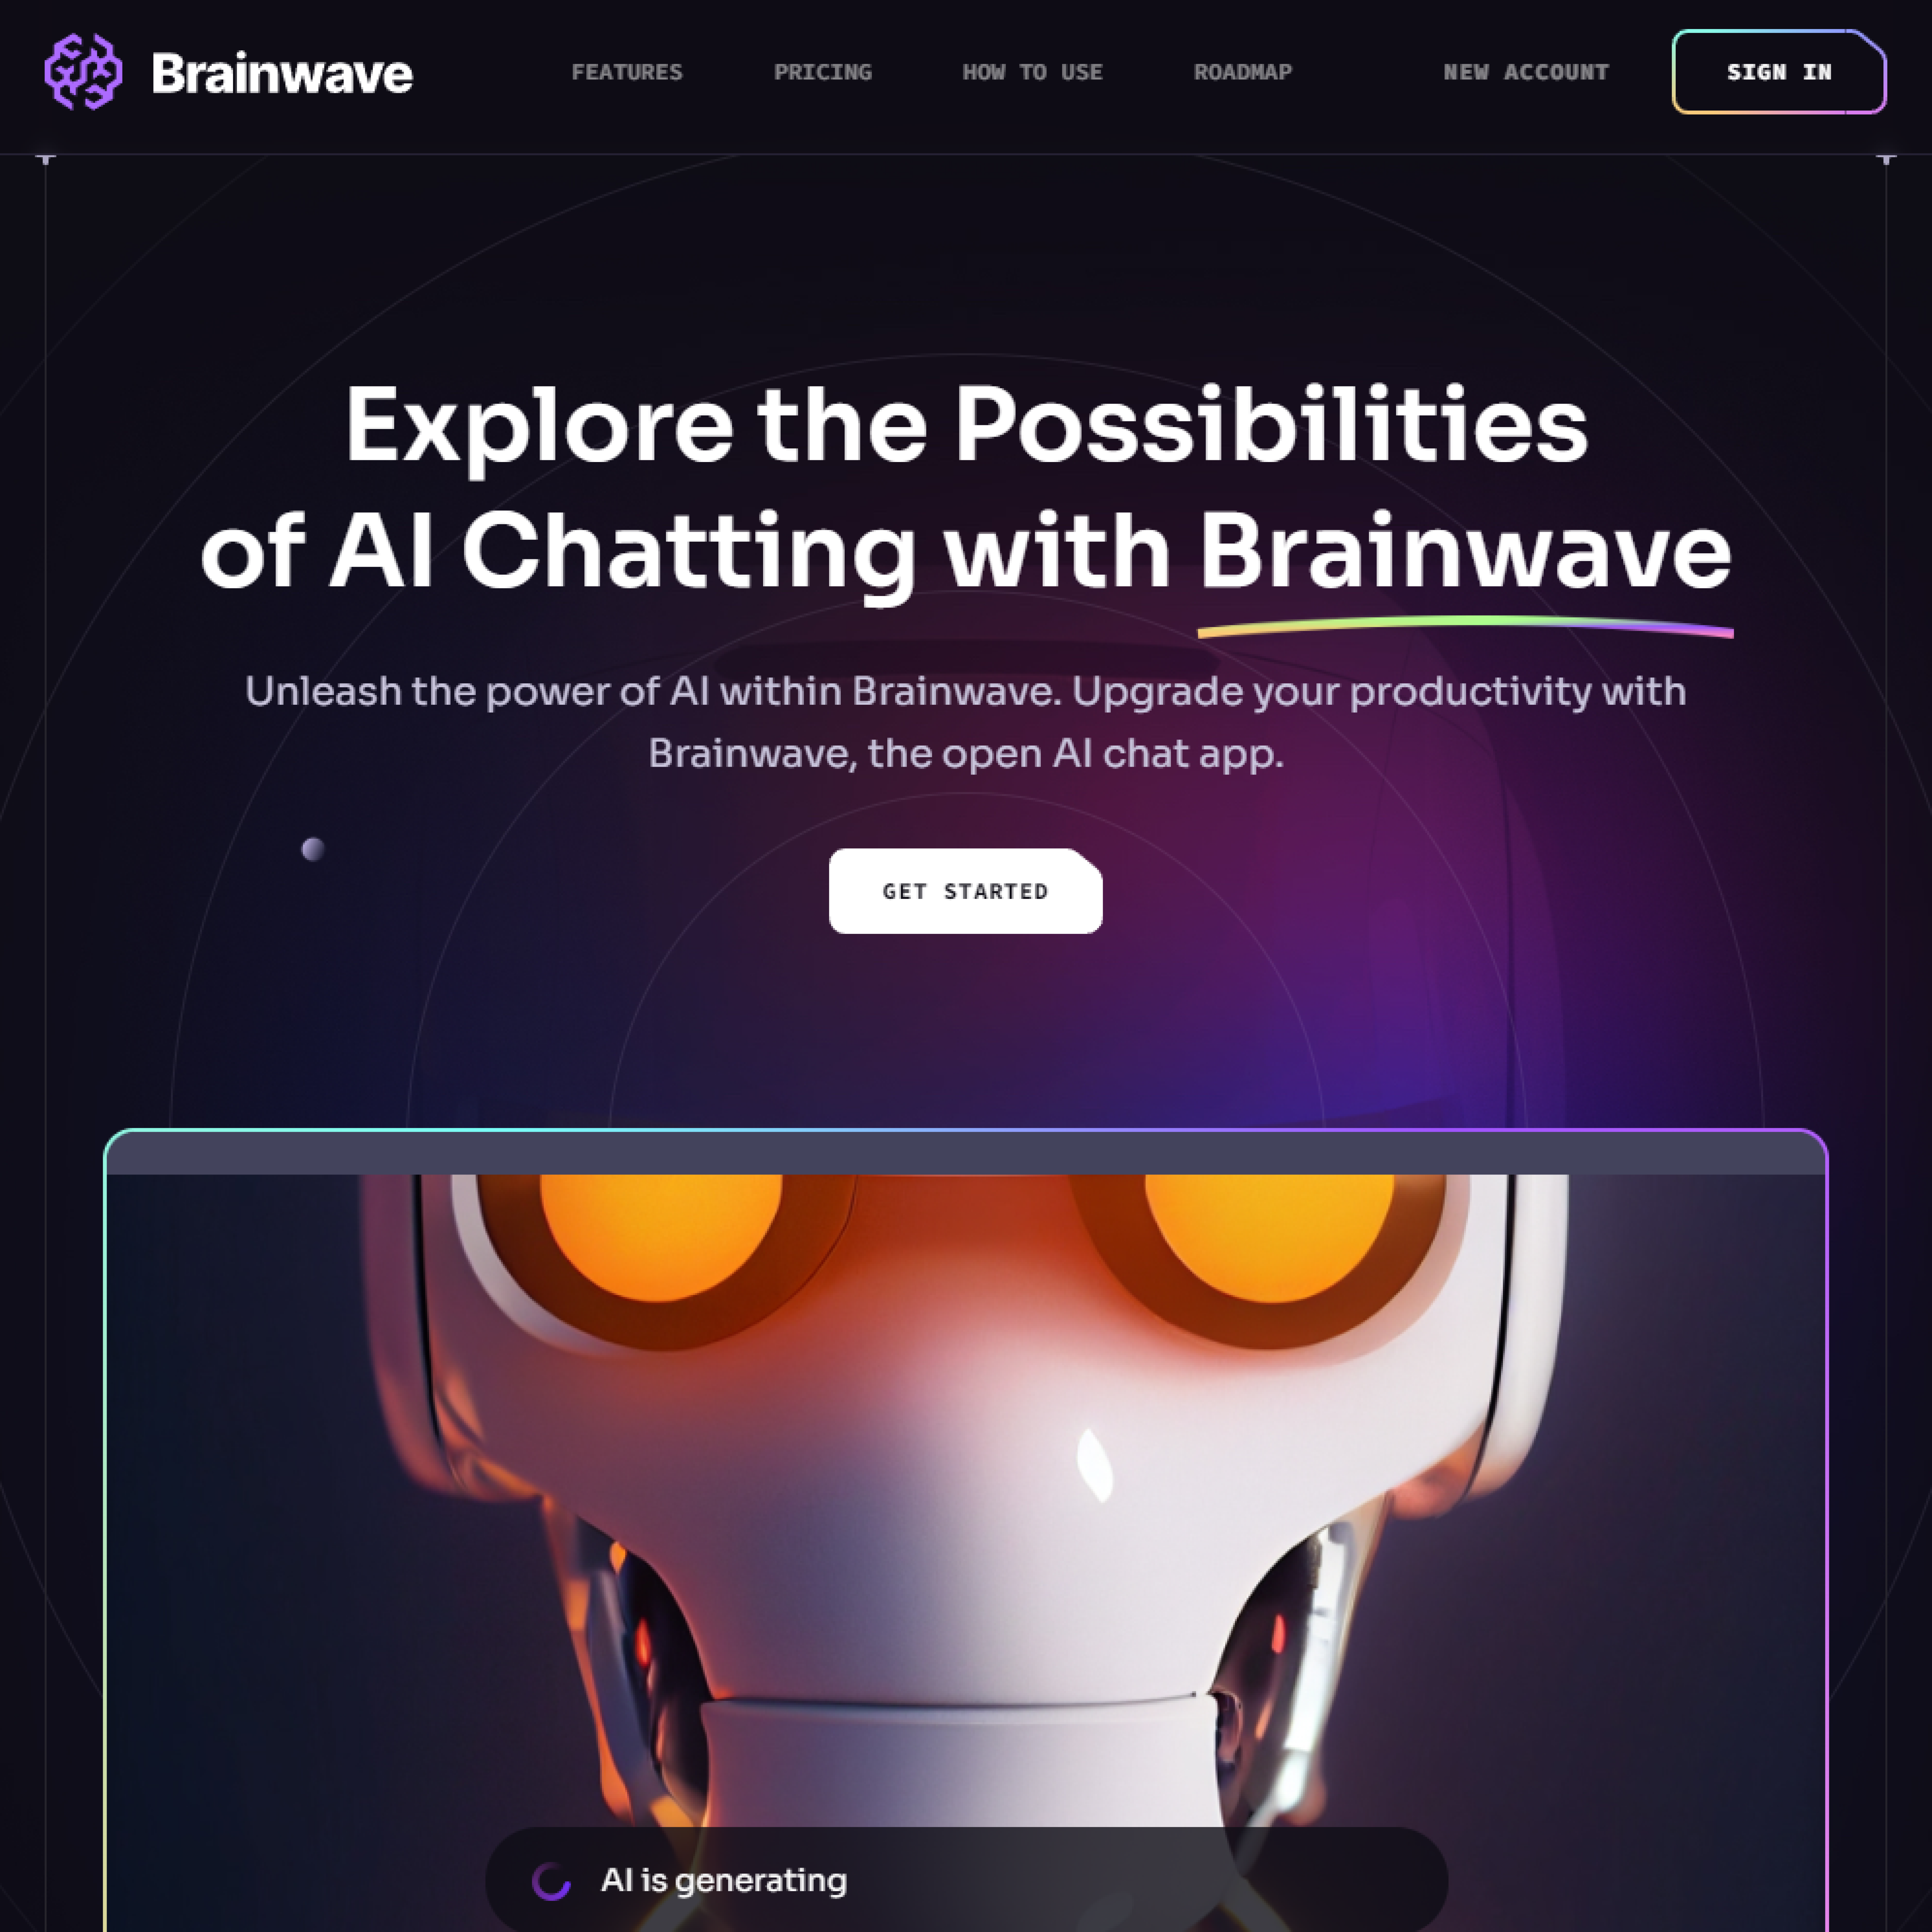 Brainwave
FEATURES
PRICING
HOW TO USE
ROADMAP
NEW ACCOUNT
SIGN IN
Explore the Possibilities
of AI Chatting with Brainwave
Unleash the power of AI within Brainwave. Upgrade your productivity with
Brainwave, the open AI chat app.
GET STARTED
AI is generating